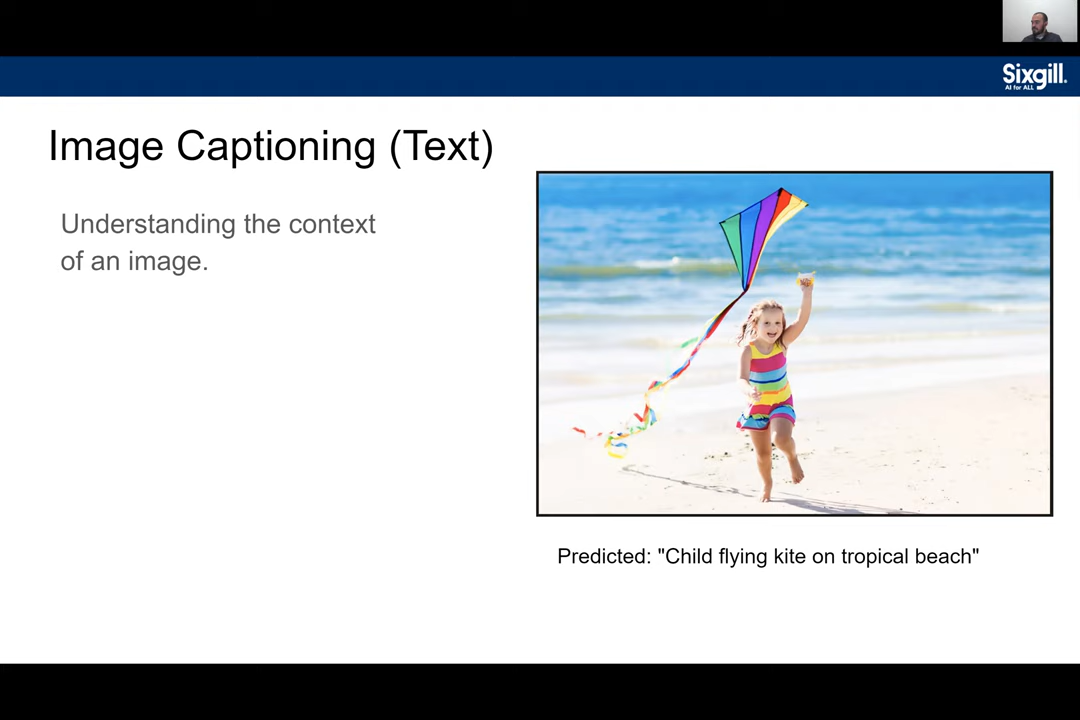 Sixgill.
AI for ALL
Image Captioning (Text)
Understanding the context
of an image.
Predicted: "Child flying kite on tropical beach"